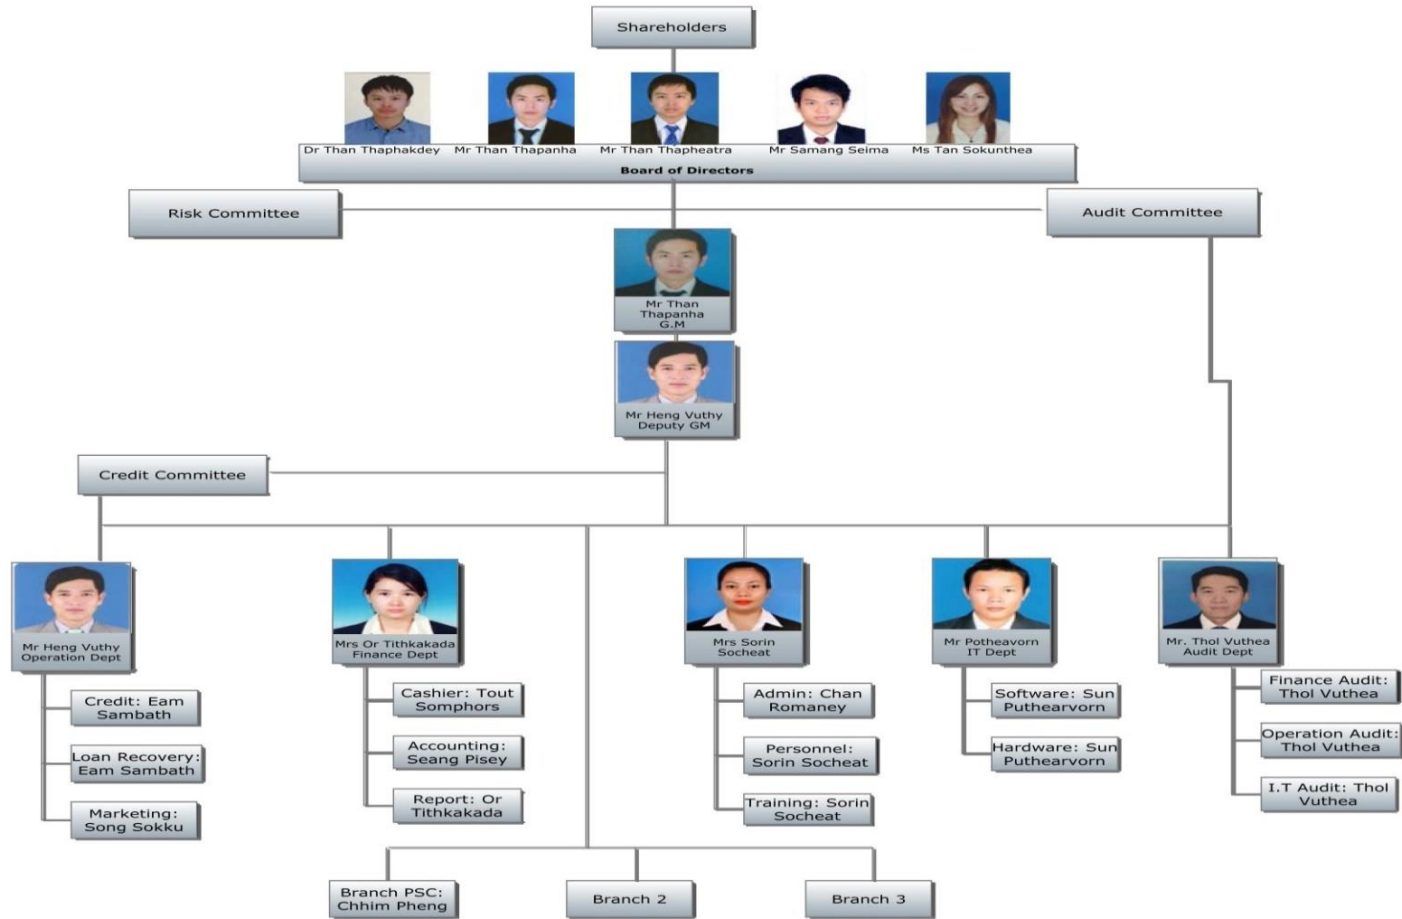 Shareholders
Dr Than Thaphakdey
Mr Than Thapanha
Mr Than Thapheatra
Mr Samang Seima
Ms Tan Sokunthea
Board of Directors
Risk Committee
Audit Committee
Mr Than
Thapanha
G.M
Mr Heng Vuthy
Deputy GM
Credit Committee
Mr Heng Vuthy
Operation Dept
Mrs Or Tithkakada
Finance Dept
Mrs Sorin
Socheat
Mr Potheavorn
IT Dept
Mr. Thol Vuthea
Audit Dept
Credit: Eam
Sambath
Loan Recovery:
Eam Sambath
Marketing:
Song Sokku
Cashier: Tout
Somphors
Accounting:
Seang Pisey
Report: Or
Tithkakada
Admin: Chan
Romaney
Personnel:
Sorin Socheat
Training: Sorin
Socheat
Software: Sun
Puthearvorn
Hardware: Sun
Puthearvorn
Finance Audit:
Thol Vuthea
Operation Audit:
Thol Vuthea
I.T Audit: Thol
Vuthea
Branch PSC:
Chhim Pheng
Branch 2
Branch 3